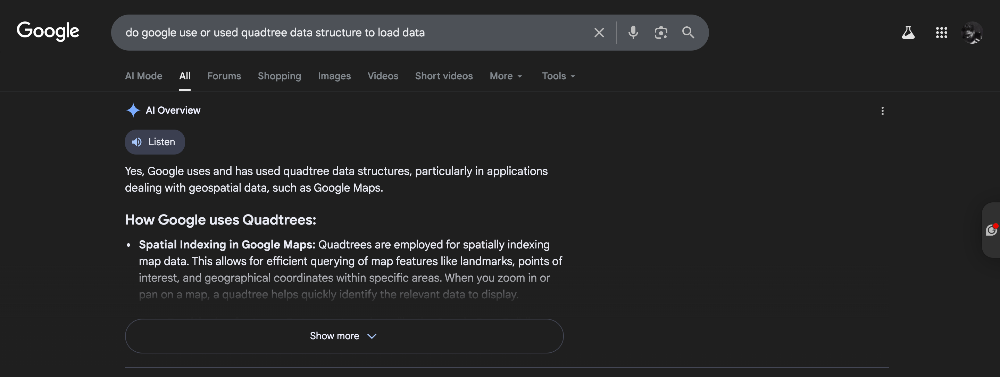 Google
do google use or used quadtree data structure to load data
AI Mode All Forums Shopping Images Videos Short videos More Tools
AI Overview
Listen
Yes, Google uses and has used quadtree data structures, particularly in applications
dealing with geospatial data, such as Google Maps.
How Google uses Quadtrees:
• Spatial Indexing in Google Maps: Quadtrees are employed for spatially indexing
map data. This allows for efficient querying of map features like landmarks, points of
interest, and geographical coordinates within specific areas. When you zoom in or
pan on a map, a quadtree helps quickly identify the relevant data to display.
Show more